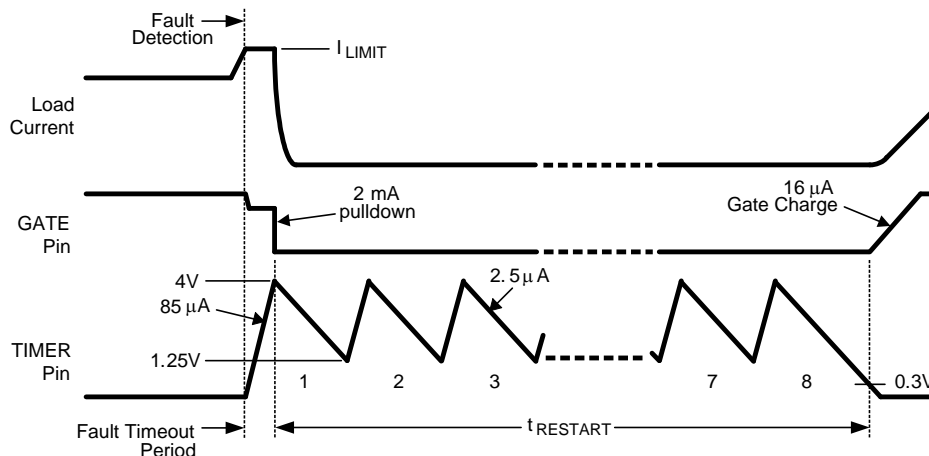 Fault
Detection
I LIMIT
Load
Current
2 mA
pulldown
16 μA
Gate Charge
GATE
Pin
4V
85 μA
2. 5 μ A
TIMER
Pin
1.25V
1
2
3
7
8
0.3V
Fault Timeout
Period
t RESTART